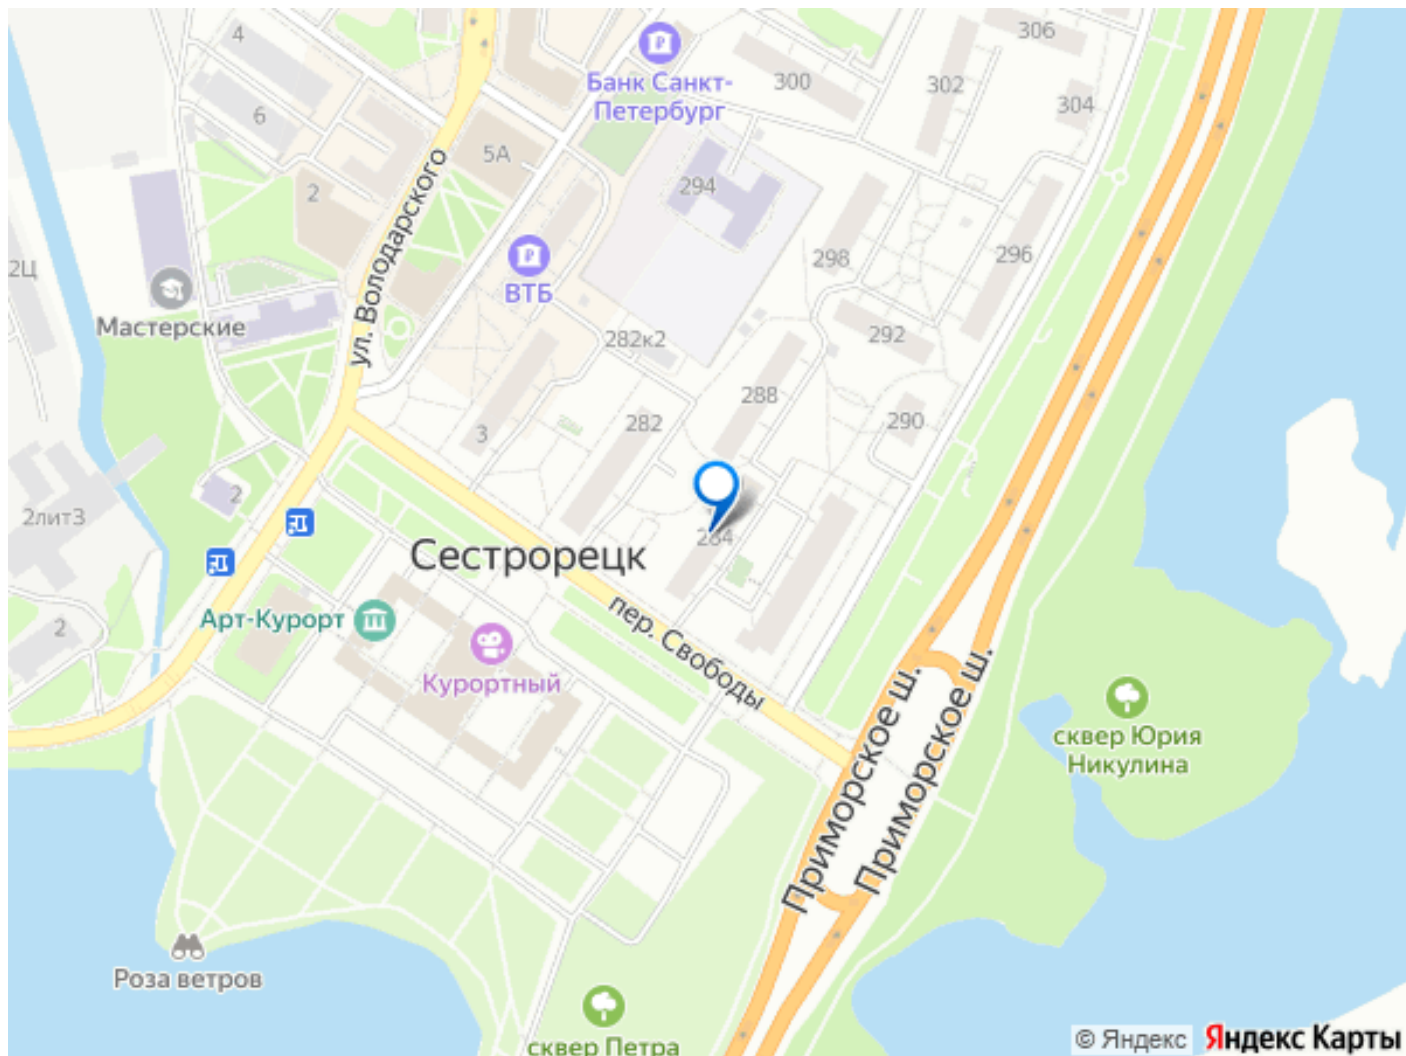 4
306
Банк Санкт-
Петербург
300
302
304
6
5А
294
2
ул. Володарского
298
296
2Ц
ВТБ
Мастерские
282к2
292
288
290
282
3
2
2лит3
284
Сестрорецк
Арт-Курорт
пер. Свободы
2
Курортный
Приморское ш.
Приморское ш.
сквер Юрия
Никулина
Роза ветров
сквер Петра
© Яндекс
Яндекс Карты